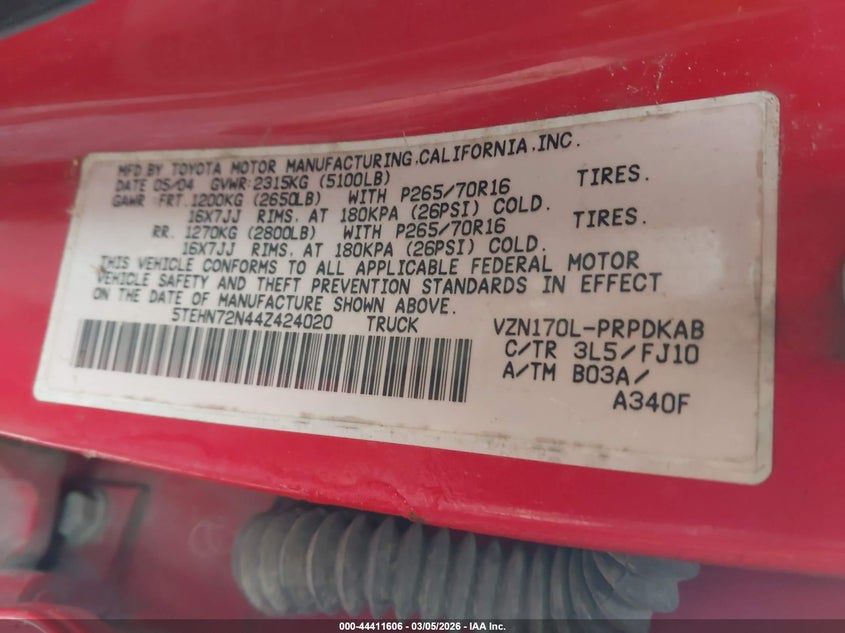 MFD BY TOYOTA MOTOR MANUFACTURING,CALIFORNIA,INC.
DATE 05/04 GVWR:2315KG (5100LB)
GAWR :FRT.1200KG (2650LB) WITH P265/70R16 TIRES.
16X7JJ RIMS. AT 180KPA (26PSI) COLD.
RR. 1270KG (2800LB) WITH P265/70R16 TIRES.
16X7JJ RIMS. AT 180KPA (26PSI) COLD.
THIS VEHICLE CONFORMS TO ALL APPLICABLE FEDERAL MOTOR
VEHICLE SAFETY AND THEFT PREVENTION STANDARDS IN EFFECT
ON THE DATE OF MANUFACTURE SHOWN ABOVE.
5TEHN72N44Z424020 TRUCK VZN170L-PRPDKAB
C/TR 3L5/FJ10
A/TM B03A/
A340F
000-44411606 - 03/05/2026 - © IAA Inc.